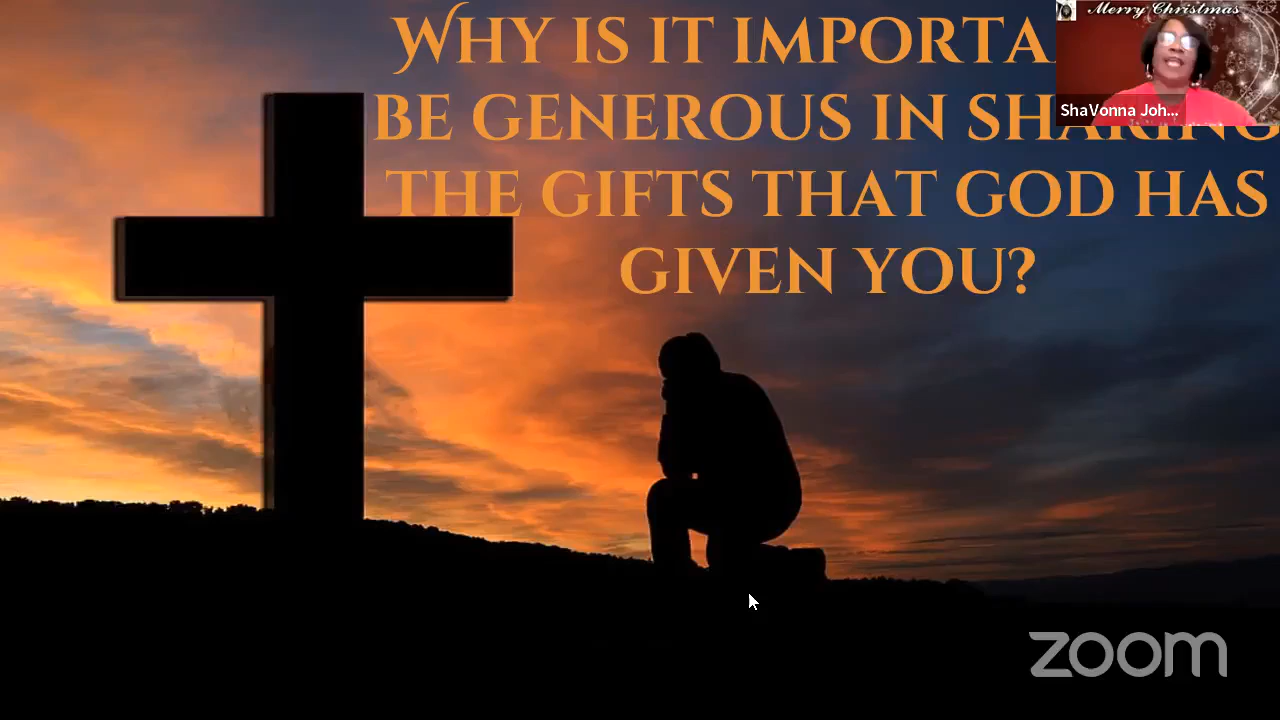 WHY IS IT IMPORTA
BE GENEROUS IN SHARING
THE GIFTS THAT GOD HAS
GIVEN YOU?
Merry Christmas
ShaVonna Joh...
zoom